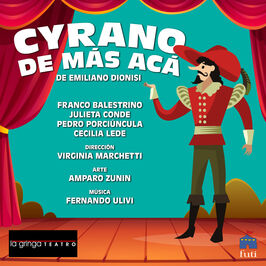 CYRANO
DE MÁS ACÁ
DE EMILIANO DIONISI
FRANCO BALESTRINO
JULIETA CONDE
PEDRO PORCIÚNCULA
CECILIA LEDE
DIRECCIÓN
VIRGINIA MARCHETTI
ARTE
AMPARO ZUNIN
MÚSICA
FERNANDO ULIVI
la gringa TEATRO
futi